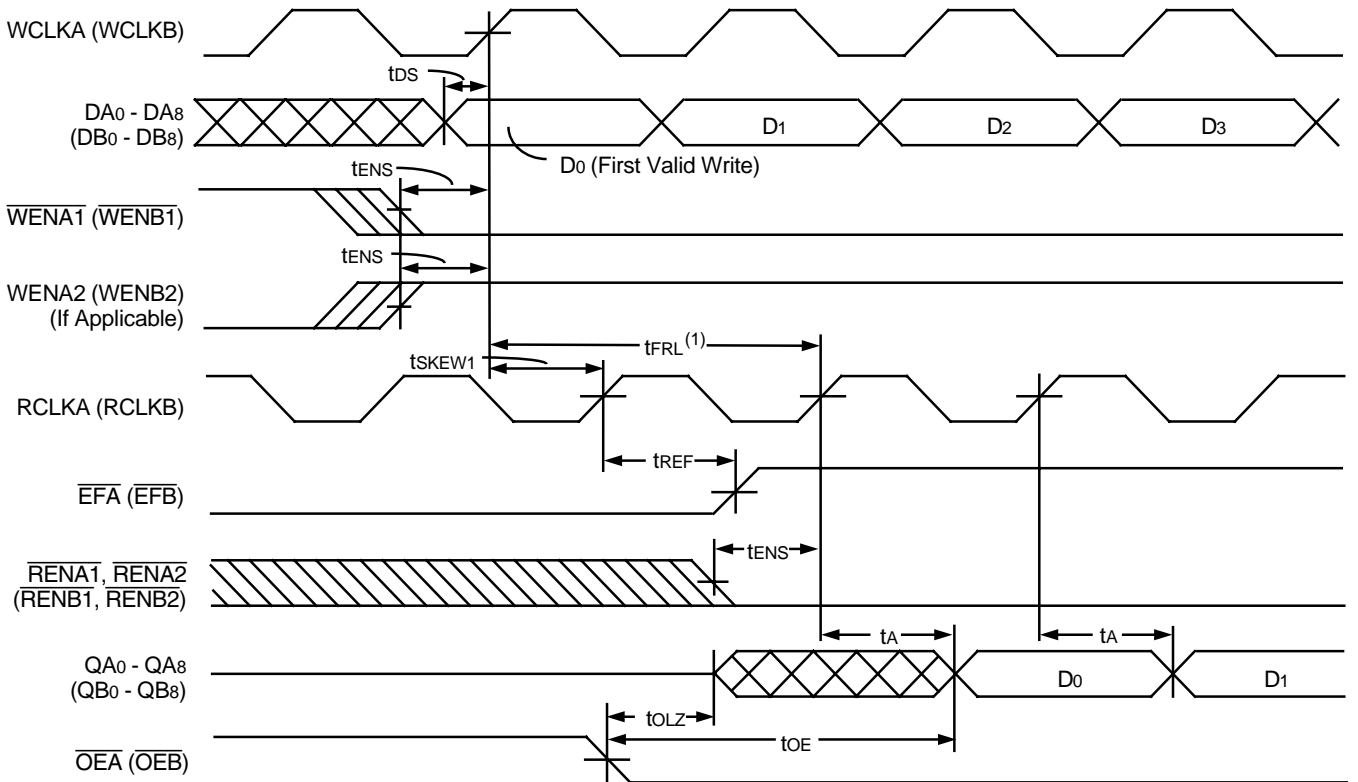 WCLKA (WCLKB)
tDS
DA0 - DA8
(DB0 - DB8)
D1
D2
D3
D0 (First Valid Write)
tENS
WENA1 (WENB1)
tENS
WENA2 (WENB2)
(If Applicable)
tFRL(1)
tSKEW1
RCLKA (RCLKB)
tREF
EFA (EFB)
tENS
RENA1, RENA2
(RENB1, RENB2)
tA
tA
QA0 - QA8
(QB0 - QB8)
D0
D1
tOLZ
tOE
OEA (OEB)